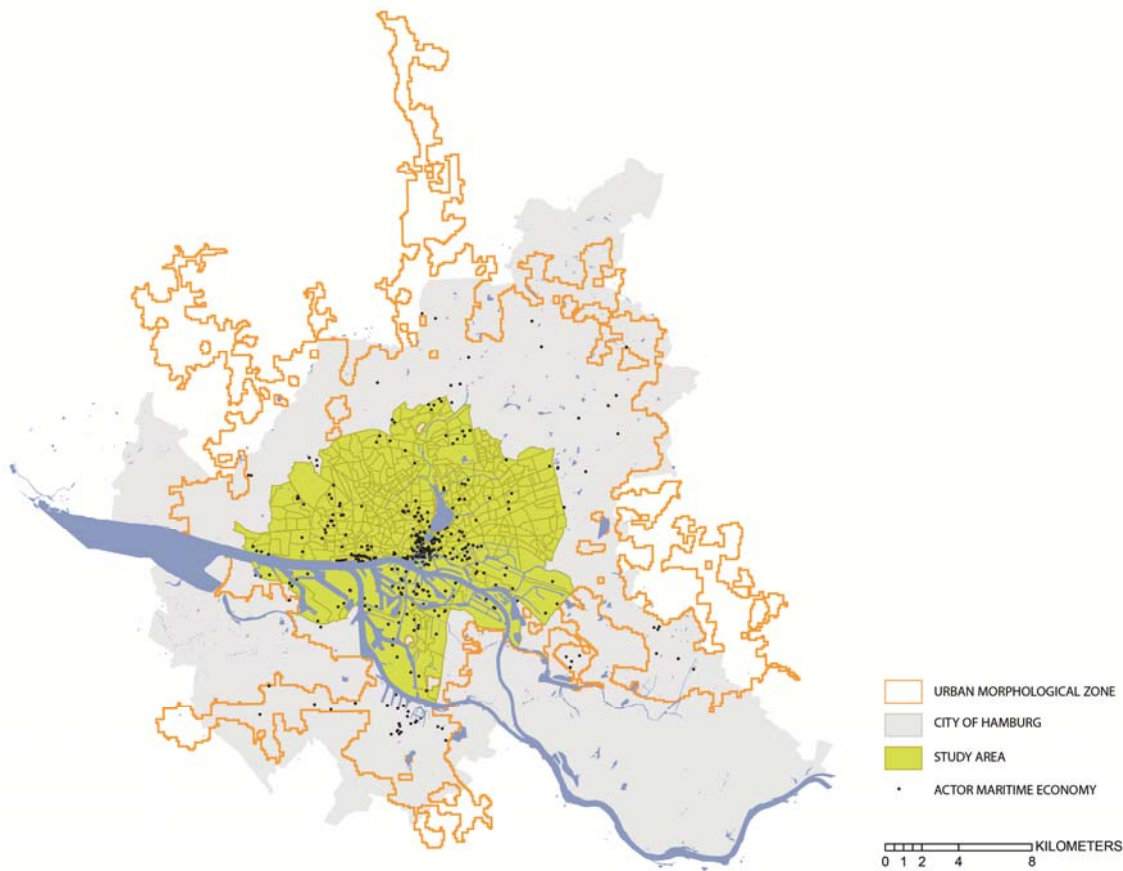 URBAN MORPHOLOGICAL ZONE
CITY OF HAMBURG
STUDY AREA
ACTOR MARITIME ECONOMY
KILOMETERS
0 1 2 4 8